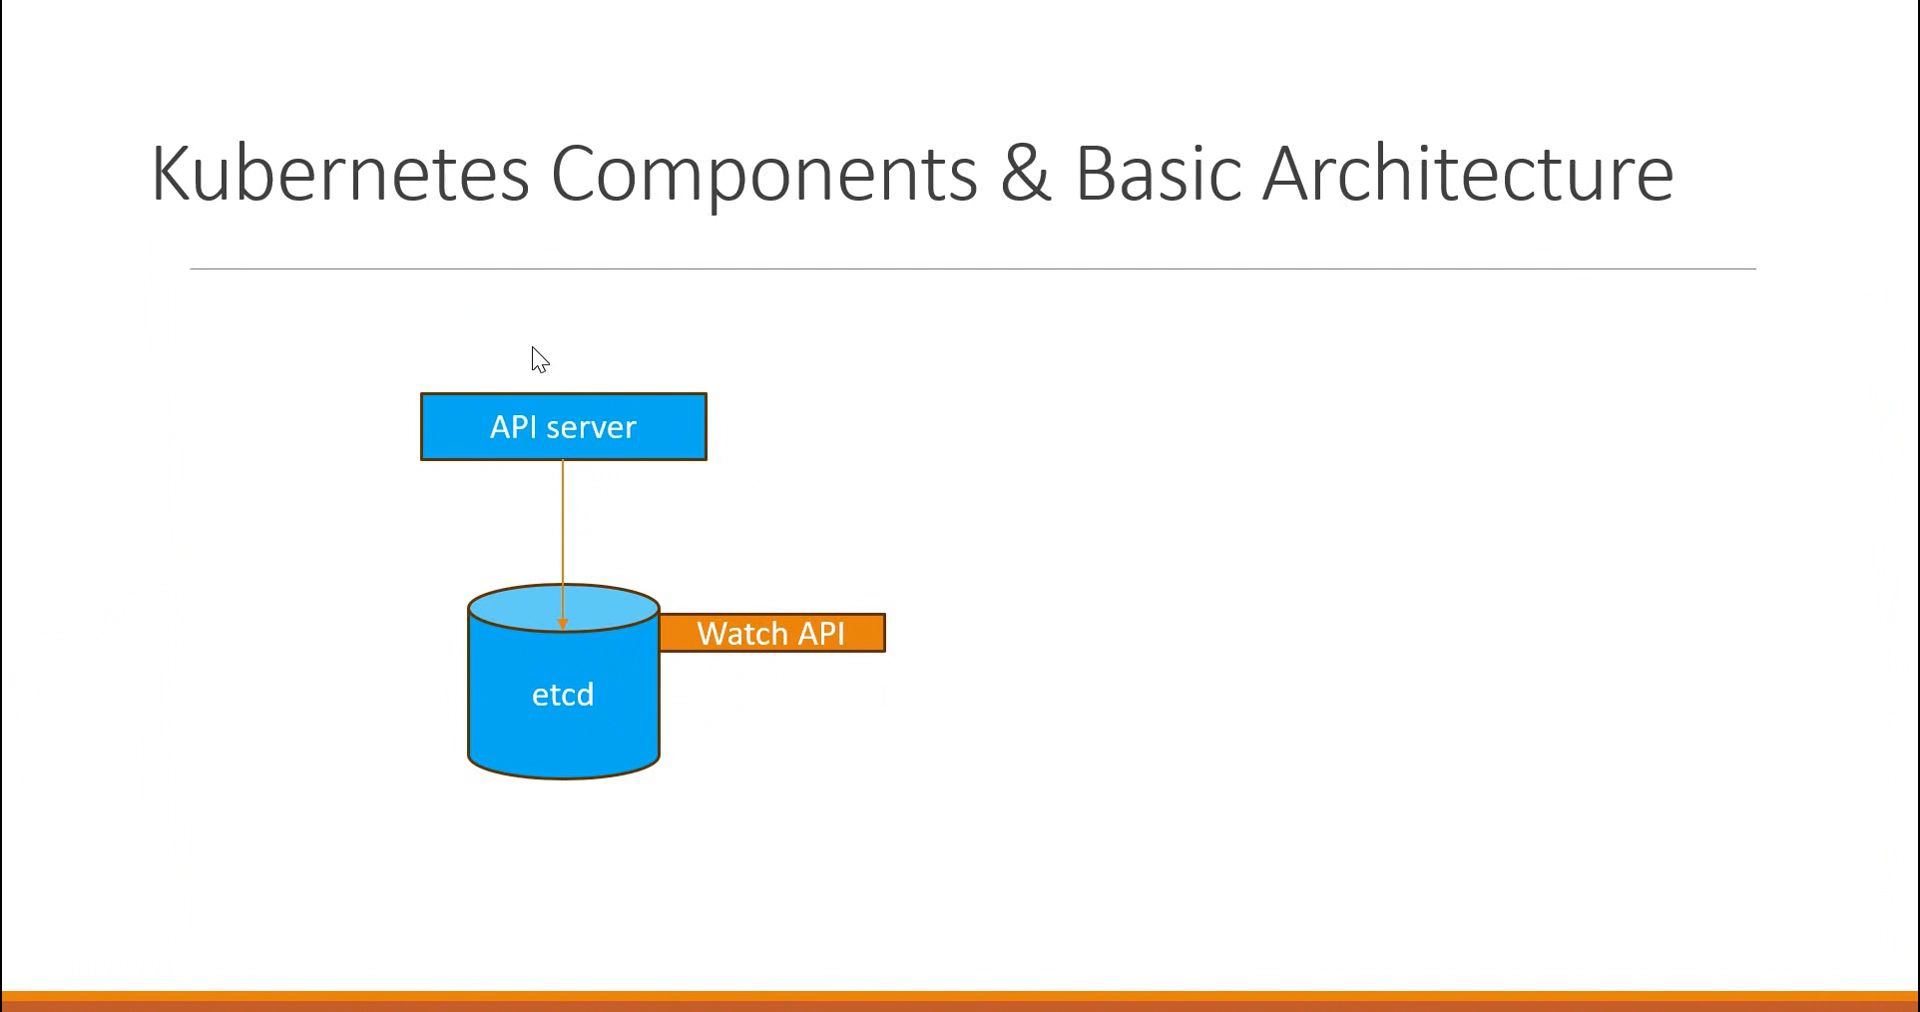 Kubernetes Components & Basic Architecture
API server
Watch API
etcd